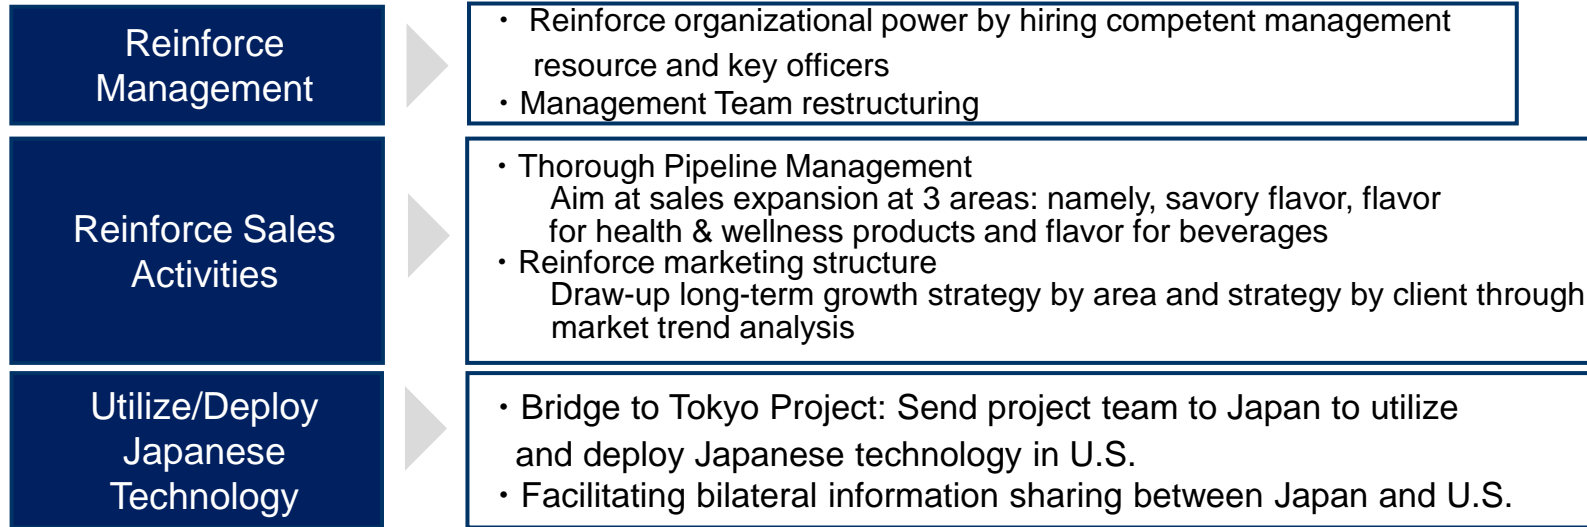 Reinforce
Management
・ Reinforce organizational power by hiring competent management
resource and key officers
・Management Team restructuring
Reinforce Sales
Activities
・Thorough Pipeline Management
Aim at sales expansion at 3 areas: namely, savory flavor, flavor
for health & wellness products and flavor for beverages
・Reinforce marketing structure
Draw-up long-term growth strategy by area and strategy by client through
market trend analysis
Utilize/Deploy
Japanese
Technology
・Bridge to Tokyo Project: Send project team to Japan to utilize
and deploy Japanese technology in U.S.
・Facilitating bilateral information sharing between Japan and U.S.